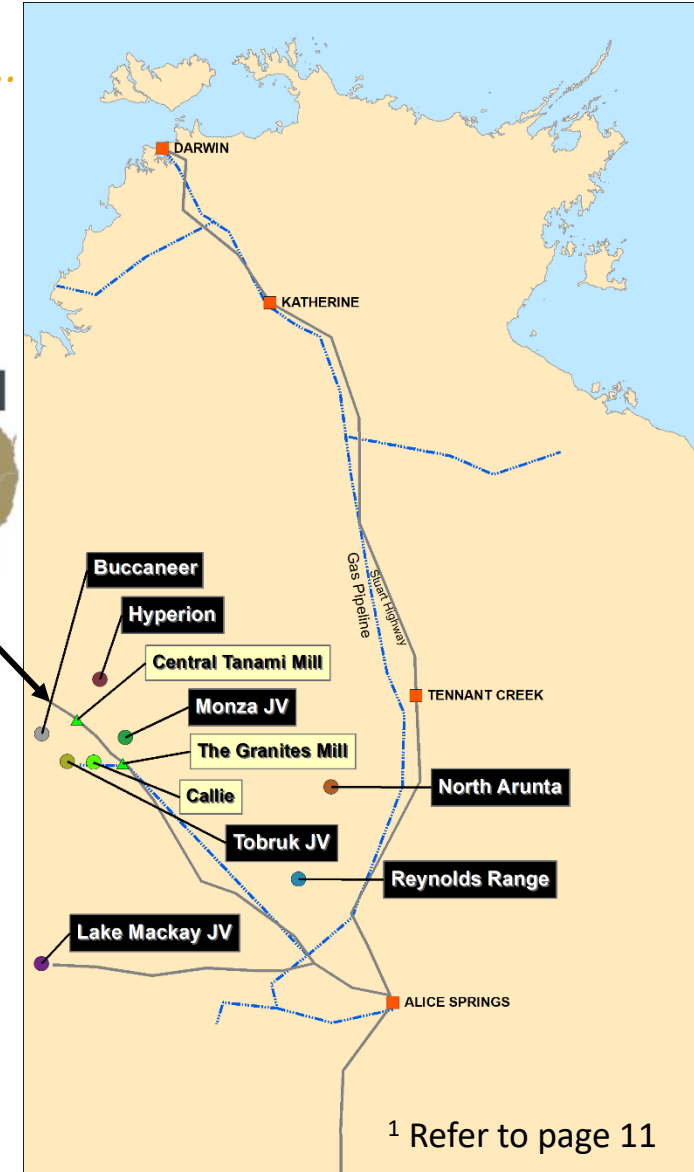 DARWIN
KATHERINE
Gas Pipeline
Stuart Highway
Buccaneer
Hyperion
Central Tanami Mill
Monza JV
TENNANT CREEK
The Granites Mill
Callie
North Arunta
Tobruk JV
Reynolds Range
Lake Mackay JV
ALICE SPRINGS
1 Refer to page 11